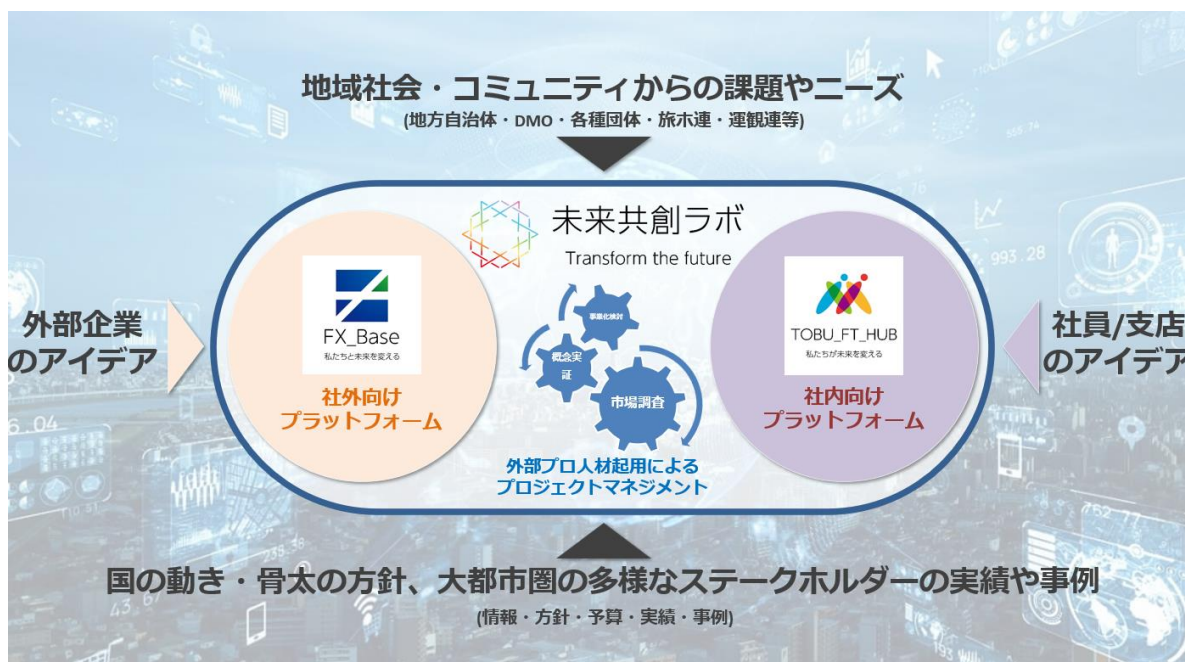 地域社会・コミュニティからの課題やニーズ
(地方自治体・DMO・各種団体・旅ホ連・運観連等)
未来共創ラボ
Transform the future
外部企業
のアイデア
FX_Base
私たちと未来を変える
社外向け
プラットフォーム
事業化検討
概念実
証
市場調査
外部プロ人材起用による
プロジェクトマネジメント
TOBU_FT_HUB
私たちが未来を変える
社内向け
プラットフォーム
社員/支店
のアイデア
国の動き・骨太の方針、大都市圏の多様なステークホルダーの実績や事例
(情報・方針・予算・実績・事例)
993.28